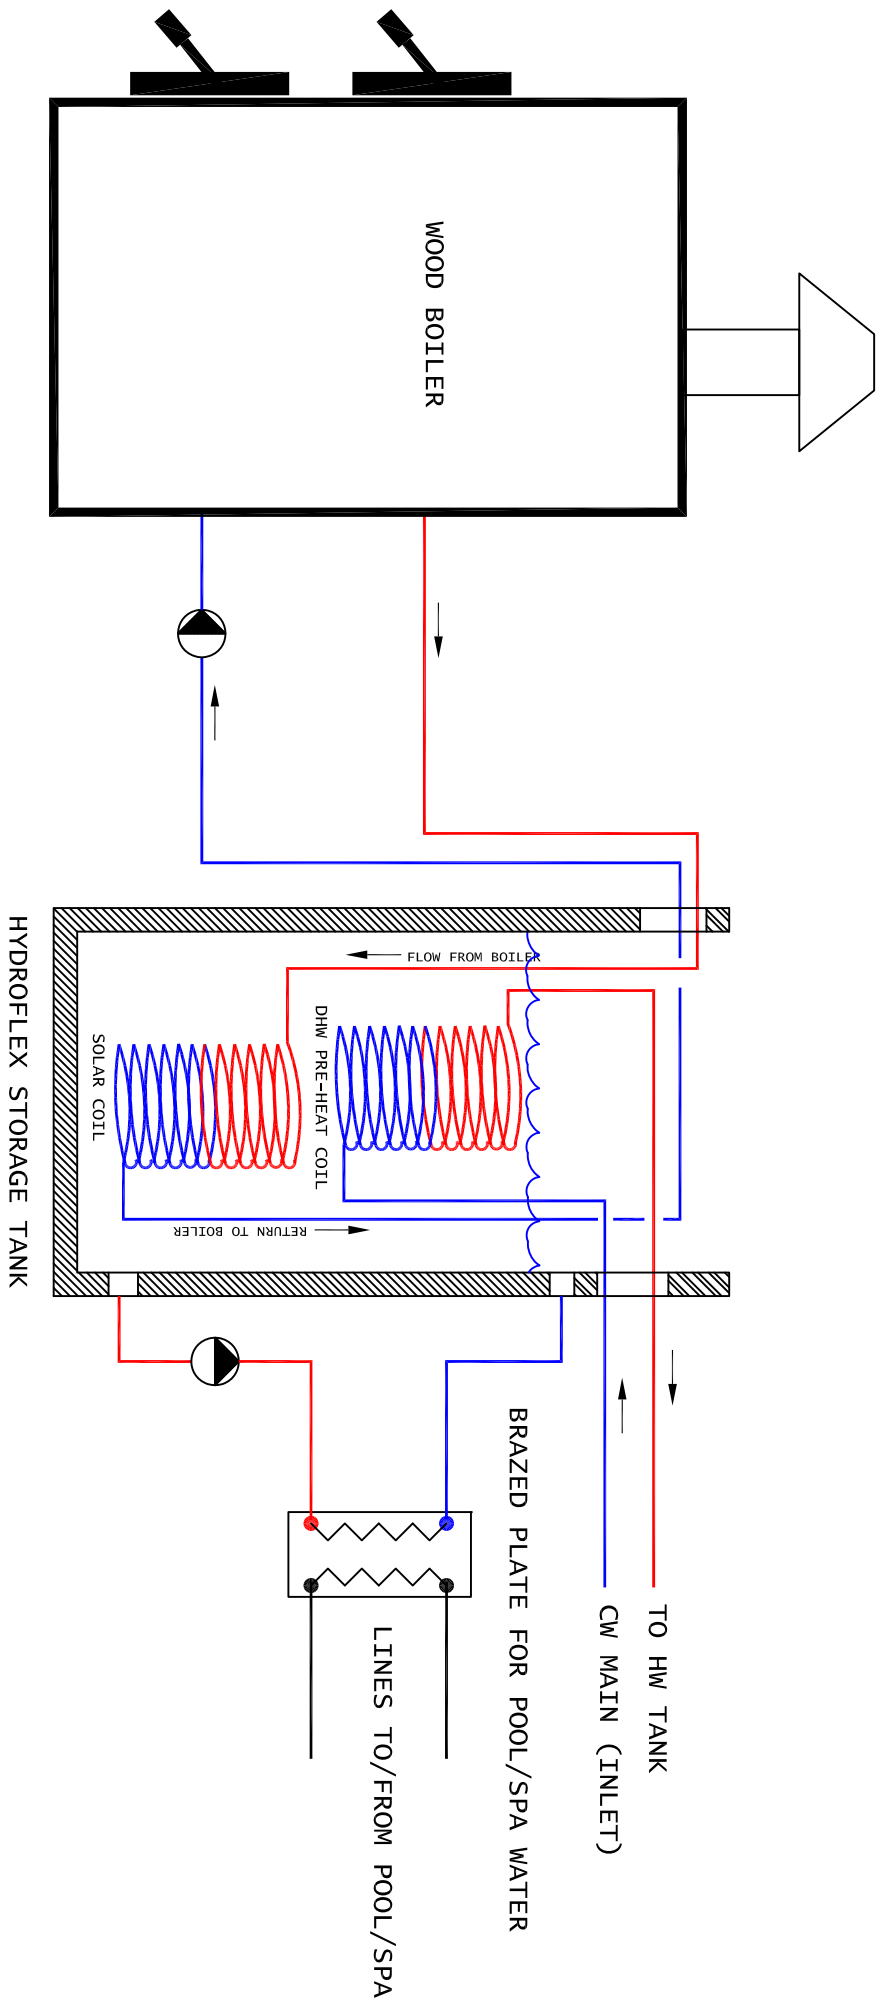 WOOD BOILER
FLOW FROM BOILER
DHW PRE-HEAT COIL
SOLAR COIL
RETURN TO BOILER
HYDROFLEX STORAGE TANK
TO HW TANK
CW MAIN (INLET)
BRAZED PLATE FOR POOL/SPA WATER
LINES TO/FROM POOL/SPA